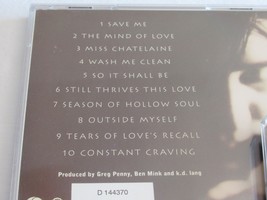 1 SAVE ME
2 THE MIND OF LOVE
3 MISS CHATELAINE
4 WASH ME CLEAN
5 SO IT SHALL BE
6 STILL THRIVES THIS LOVE
7 SEASON OF HOLLOW SOUL
8 OUTSIDE MYSELF
9 TEARS OF LOVE'S RECALL
10 CONSTANT CRAVING
Produced by Greg Penny, Ben Mink and k.d. lang
D 144370